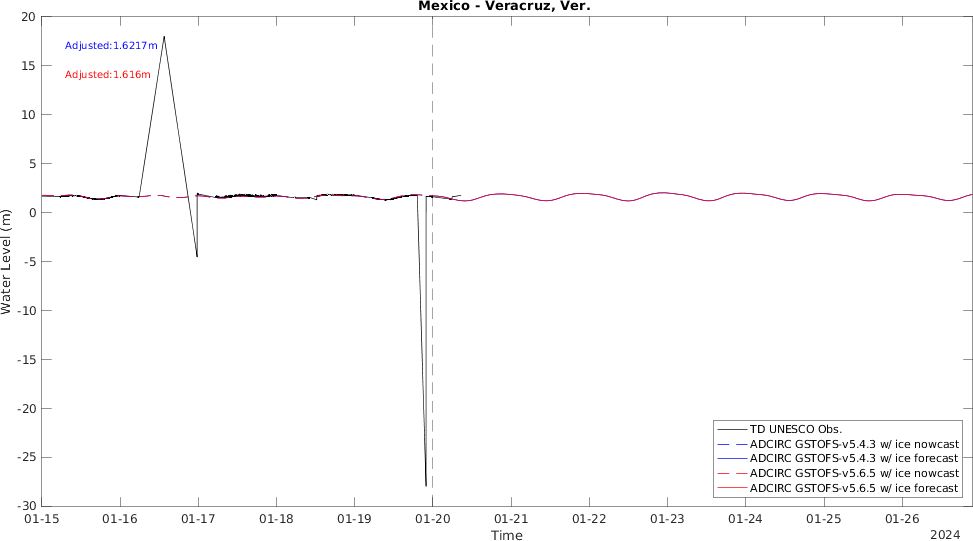 Mexico - Veracruz, Ver.
Adjusted:1.6217m
Adjusted:1.616m
20
15
10
5
0
-5
-10
-15
-20
-25
-30
Water Level (m)
TD UNESCO Obs.
ADCIRC GSTOFS-v5.4.3 w/ ice nowcast
ADCIRC GSTOFS-v5.4.3 w/ ice forecast
ADCIRC GSTOFS-v5.6.5 w/ ice nowcast
ADCIRC GSTOFS-v5.6.5 w/ ice forecast
01-15 01-16 01-17 01-18 01-19 01-20 01-21 01-22 01-23 01-24 01-25 01-26
Time
2024